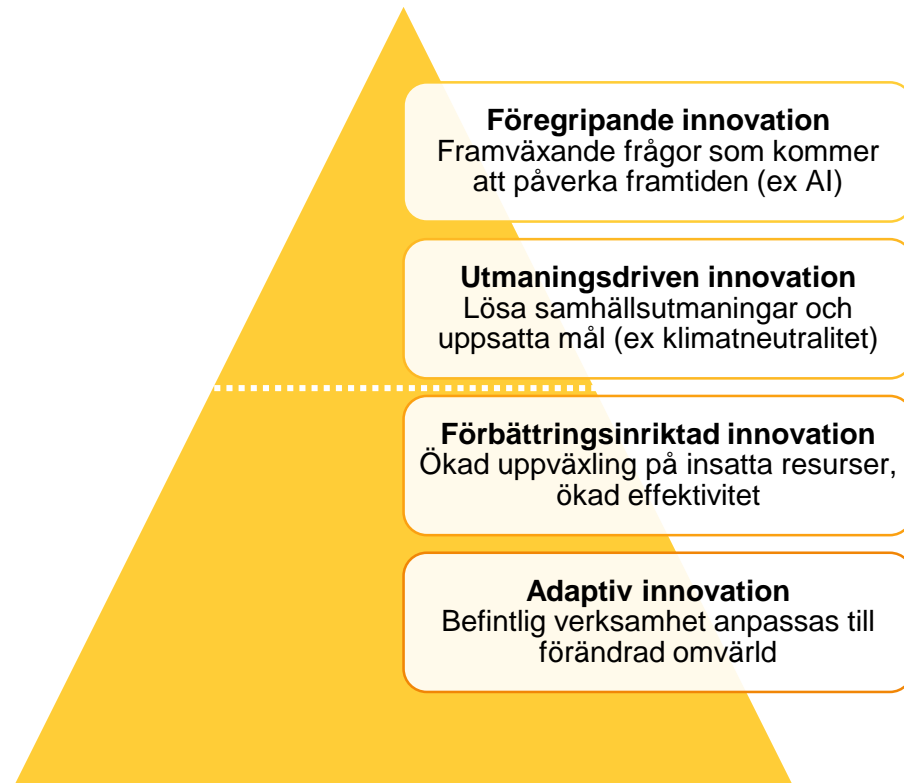 Föregripande innovation
Framväxande frågor som kommer
att påverka framtiden (ex AI)
Utmaningsdriven innovation
Lösa samhällsutmaningar och
uppsatta mål (ex klimatneutralitet)
Förbättringsinriktad innovation
Ökad uppväxling på insatta resurser,
ökad effektivitet
Adaptiv innovation
Befintlig verksamhet anpassas till
förändrad omvärld